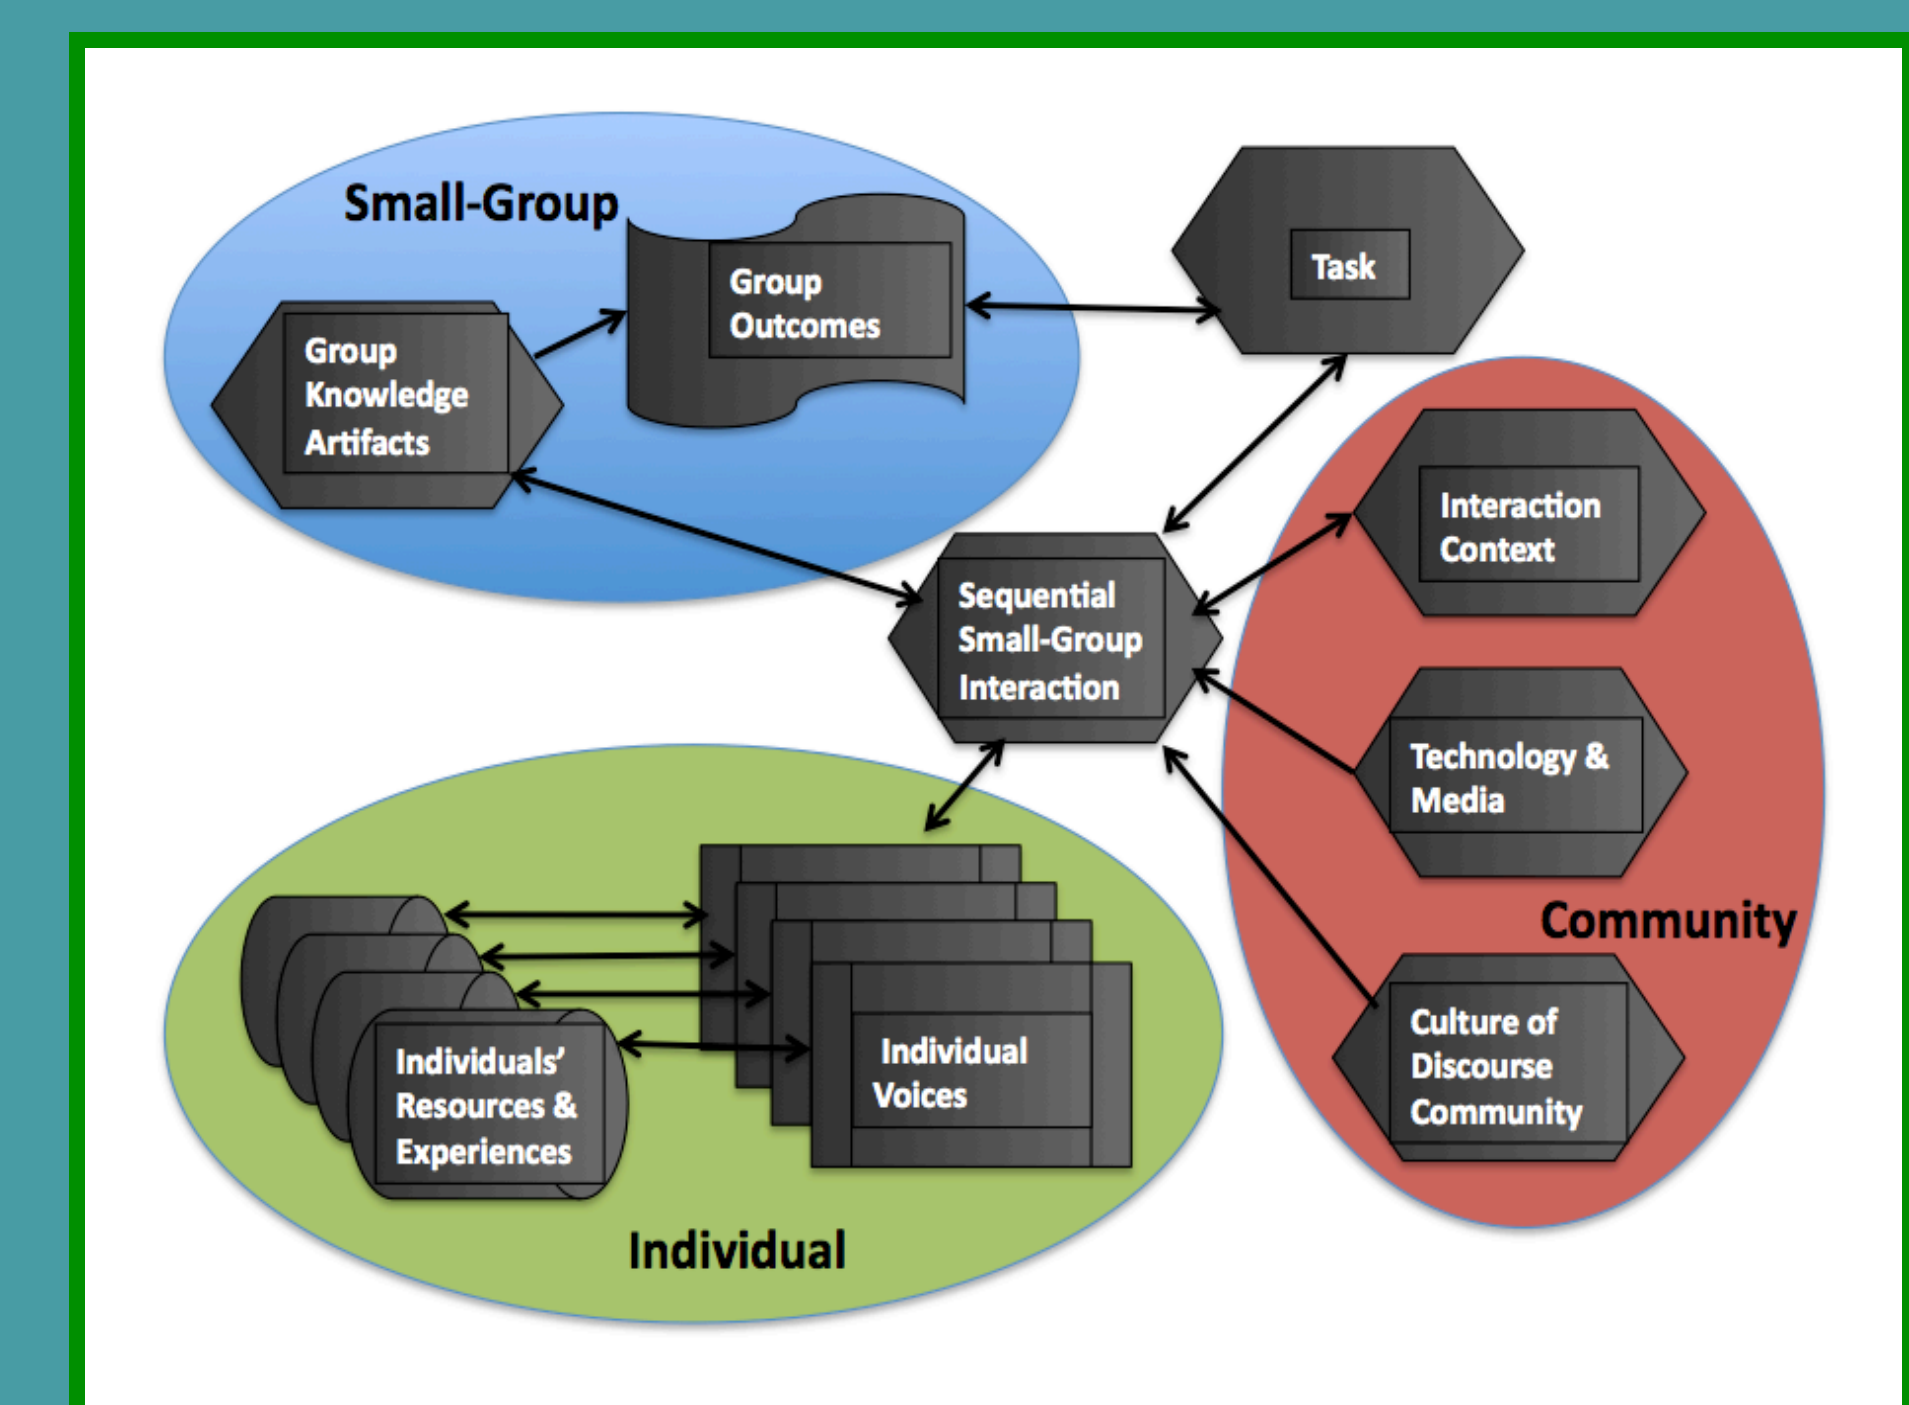 Small-Group
Group
Outcomes
Task
Group
Knowledge
Artifacts
Interaction
Context
Sequential
Small-Group
Interaction
Technology &
Media
Community
Culture of
Discourse
Community
Individuals’
Resources &
Experiences
Individual
Voices
Individual